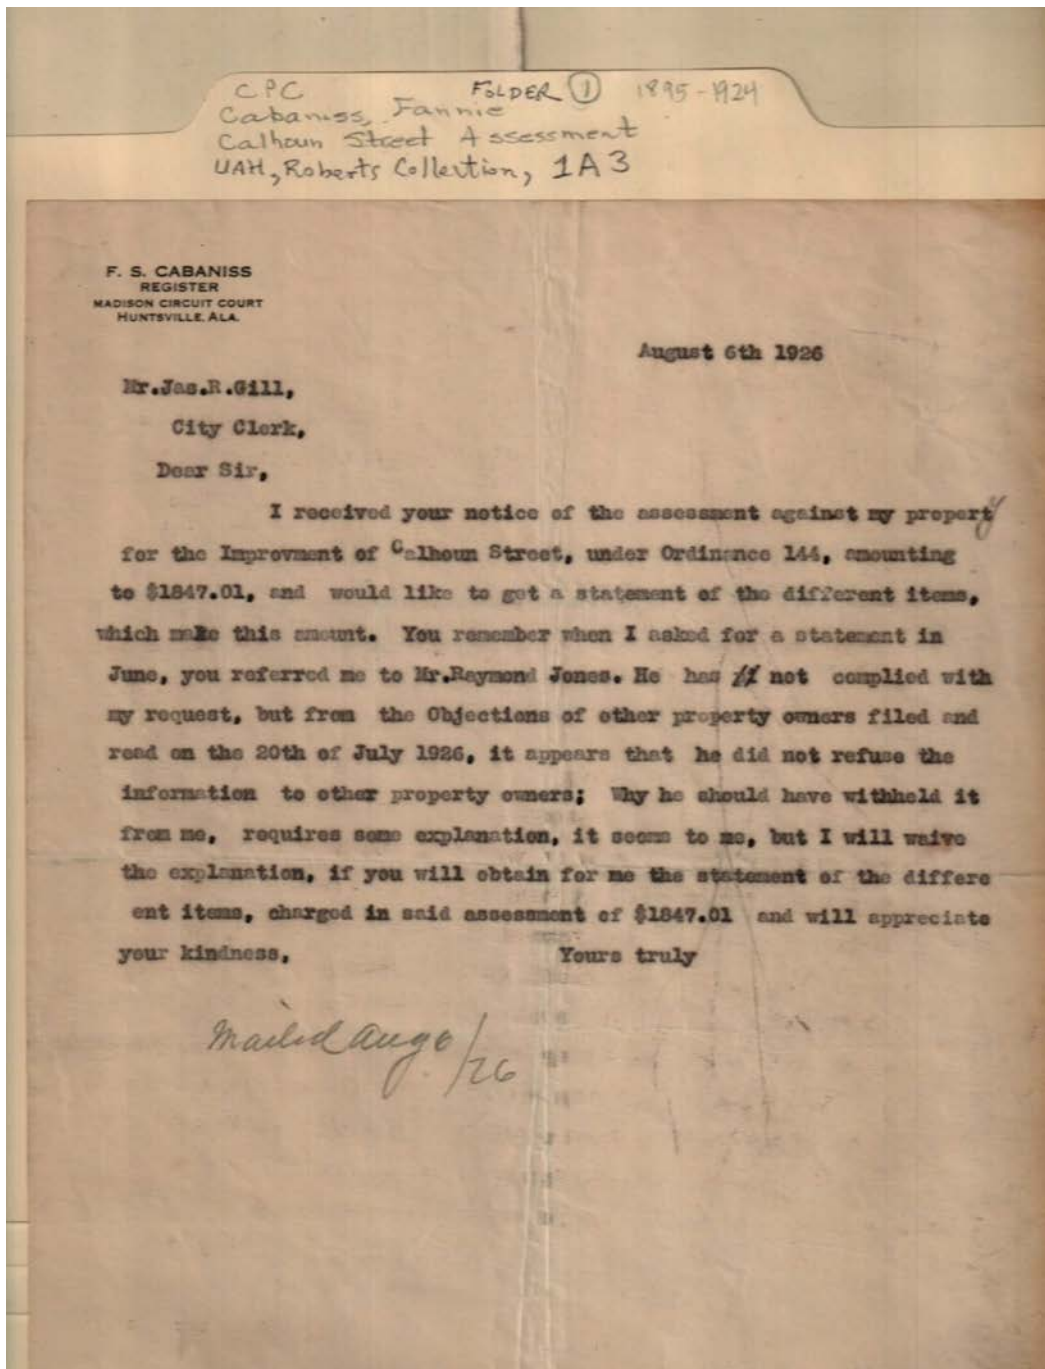 CPC FOLDER 1 1895-1924
Cabaniss, Fannie
Calhoun Street Assessment
UAH, Roberts Collection, 1A3
F. S. CABANISS
REGISTER
MADISON CIRCUIT COURT
HUNTSVILLE, ALA.
August 6th 1926
Mr.Jas.R.Gill,
City Clerk,
Dear Sir,
I received your notice of the assessment against my property
for the Improvment of Calhoun Street, under Ordinance 144, amounting
to $1847.01, and would like to get a statement of the different items,
which make this amount. You remember when I asked for a statement in
June, you referred me to Mr.Raymond Jones. He has not complied with
my request, but from the Objections of other property owners filed and
read on the 20th of July 1926, it appears that he did not refuse the
information to other property owners; Why he should have withheld it
from me, requires some explanation, it seems to me, but I will waive
the explanation, if you will obtain for me the statement of the differe
ent items, charged in said assessment of $1847.01 and will appreciate
your kindness, Yours truly
Mailed Aug 6/26